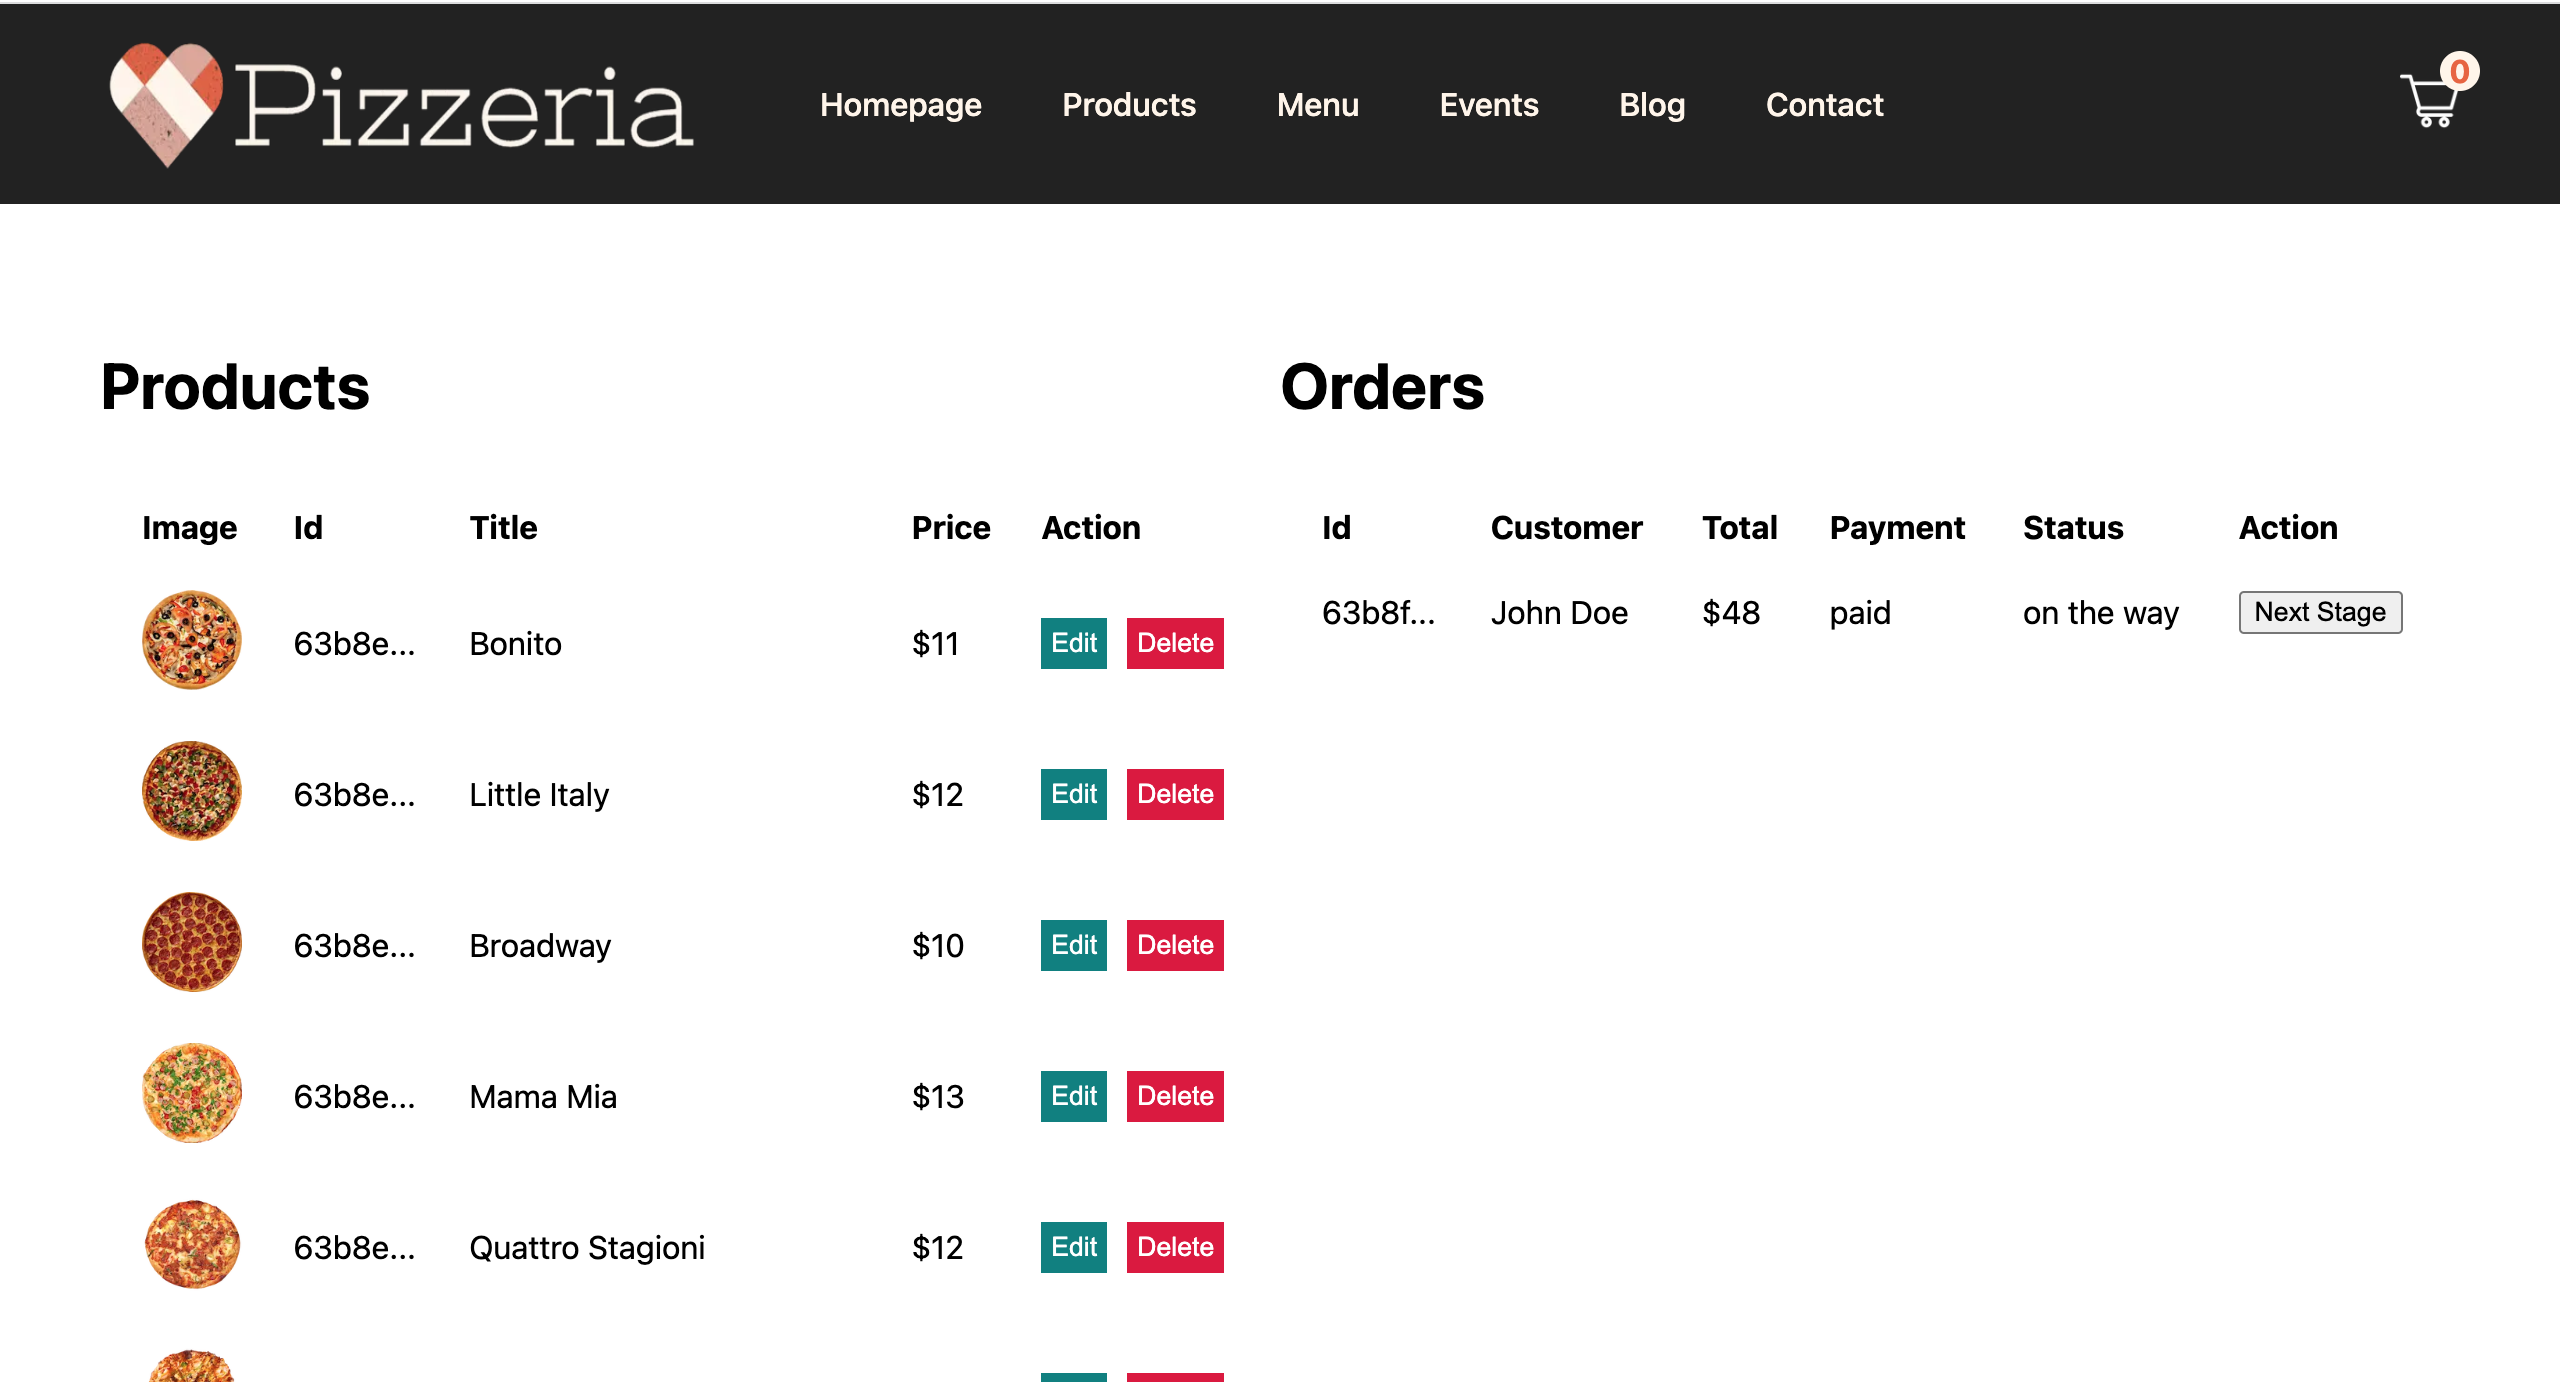 Pizzeria Homepage Products Menu Events Blog Contact 0
Products
Image Id Title Price Action
63b8e... Bonito $11 Edit Delete
63b8e... Little Italy $12 Edit Delete
63b8e... Broadway $10 Edit Delete
63b8e... Mama Mia $13 Edit Delete
63b8e... Quattro Stagioni $12 Edit Delete
Orders
Id Customer Total Payment Status Action
63b8f... John Doe $48 paid on the way Next Stage